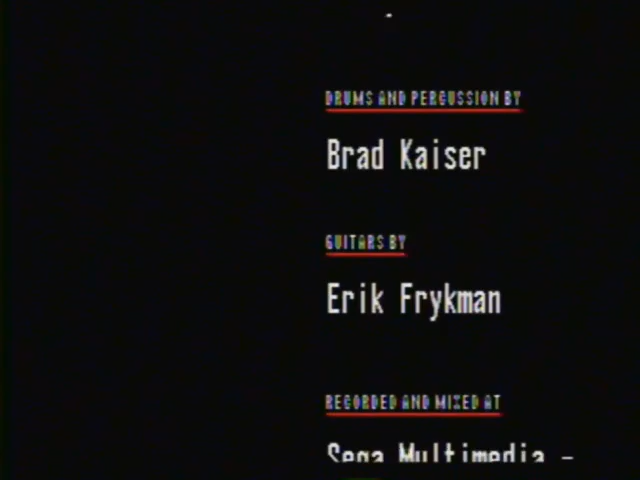 DRUMS AND PERCUSSION BY
Brad Kaiser
GUITARS BY
Erik Frykman
RECORDED AND MIXED AT
Sega Multimedia -